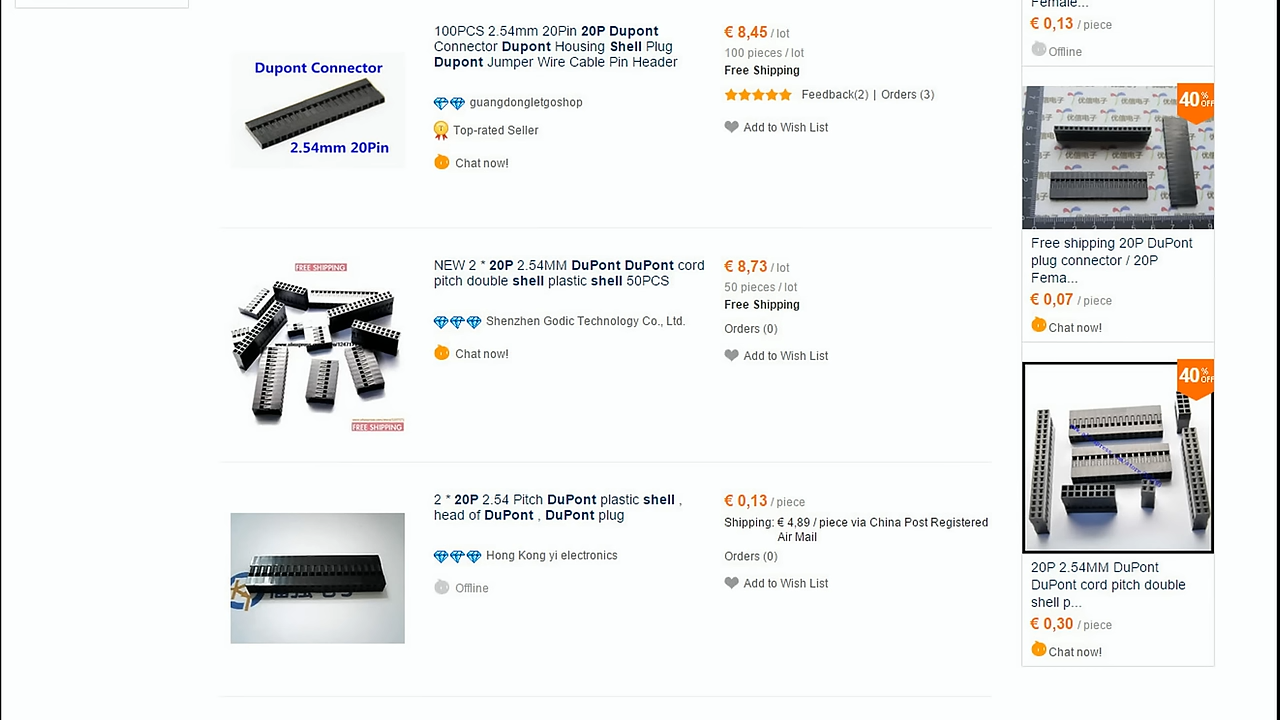 100PCS 2.54mm 20Pin 20P Dupont
Connector Dupont Housing Shell Plug
Dupont Jumper Wire Cable Pin Header
Dupont Connector
2.54mm 20Pin
guangdongletgoshop
Top-rated Seller
Chat now!
€ 8,45 / lot
100 pieces / lot
Free Shipping
Feedback(2) | Orders (3)
Add to Wish List
FREE SHIPPING
FREE SHIPPING
NEW 2 * 20P 2.54MM DuPont DuPont cord
pitch double shell plastic shell 50PCS
Shenzhen Godic Technology Co., Ltd.
Chat now!
€ 8,73 / lot
50 pieces / lot
Free Shipping
Orders (0)
Add to Wish List
2 * 20P 2.54 Pitch DuPont plastic shell ,
head of DuPont , DuPont plug
Hong Kong yi electronics
Offline
€ 0,13 / piece
Shipping: € 4,89 / piece via China Post Registered
Air Mail
Orders (0)
Add to Wish List
Female...
€ 0,13 / piece
Offline
40% OFF
优信电子
Free shipping 20P DuPont
plug connector / 20P
Fema...
€ 0,07 / piece
Chat now!
40% OFF
20P 2.54MM DuPont
DuPont cord pitch double
shell p...
€ 0,30 / piece
Chat now!